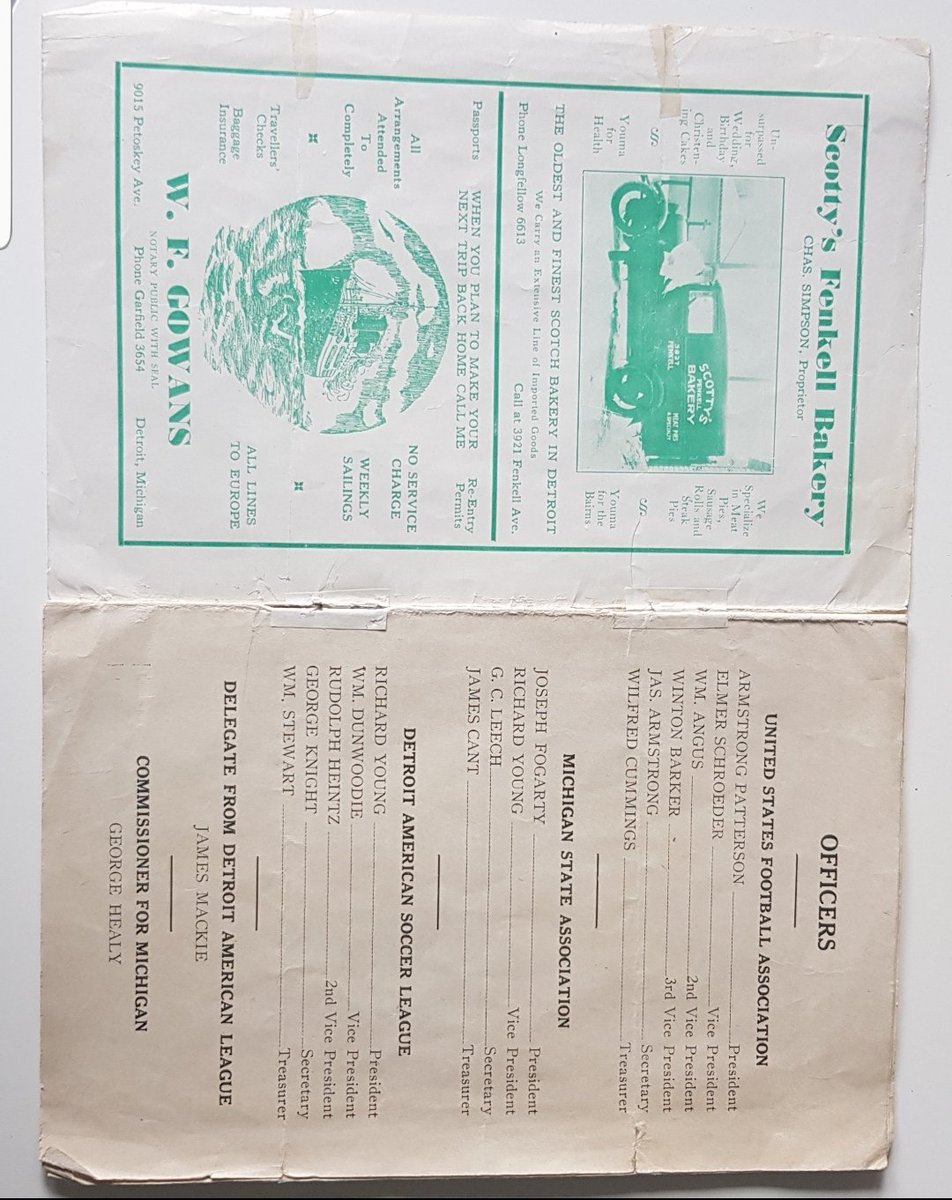 Scotty's Fenkell Bakery
CHAS. SIMPSON, Proprietor
Un-
surpassed
for
Wedding,
Birthday
and
Christen-
ing Cakes
Youma
for
Health
SCOTTY'S
FENKELL
BAKERY
3927
FENKELL
MEAT PIES
A SPECIALTY
We
Specialize
in Meat
Pies,
Sausage
Rolls and
Steak
Pies
Youma
for the
Bairns.
THE OLDEST AND FINEST SCOTCH BAKERY IN DETROIT
We Carry an Extensive Line of Imported Goods
Phone Longfellow 6613 Call at 3921 Fenkell Ave.
Passports
WHEN YOU PLAN TO MAKE YOUR
NEXT TRIP BACK HOME CALL ME
Re-Entry
Permits
All
Arrangements
Attended
To
Completely
Travellers'
Checks
Baggage
Insurance
NO SERVICE
CHARGE
WEEKLY
SAILINGS
ALL LINES
TO EUROPE
W. F. GOWANS
NOTARY PUBLIC WITH SEAL
9015 Petoskey Ave. Phone Garfield 3654 Detroit, Michigan
OFFICERS
UNITED STATES FOOTBALL ASSOCIATION
ARMSTRONG PATTERSON President
ELMER SCHROEDER Vice President
WM. ANGUS 2nd Vice President
WINTON BARKER 3rd Vice President
JAS. ARMSTRONG Secretary
WILFRED CUMMINGS Treasurer
MICHIGAN STATE ASSOCIATION
JOSEPH FOGARTY President
RICHARD YOUNG Vice President
G. C. LEECH Secretary
JAMES CANT Treasurer
DETROIT AMERICAN SOCCER LEAGUE
RICHARD YOUNG President
WM. DUNWOODIE Vice President
RUDOLPH HEINTZ 2nd Vice President
GEORGE KNIGHT Secretary
WM. STEWART Treasurer
DELEGATE FROM DETROIT AMERICAN LEAGUE
JAMES MACKIE
COMMISSIONER FOR MICHIGAN
GEORGE HEALY